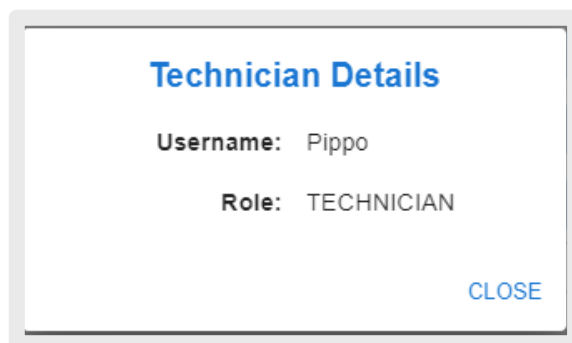 Technician Details
Username: Pippo
Role: TECHNICIAN
CLOSE